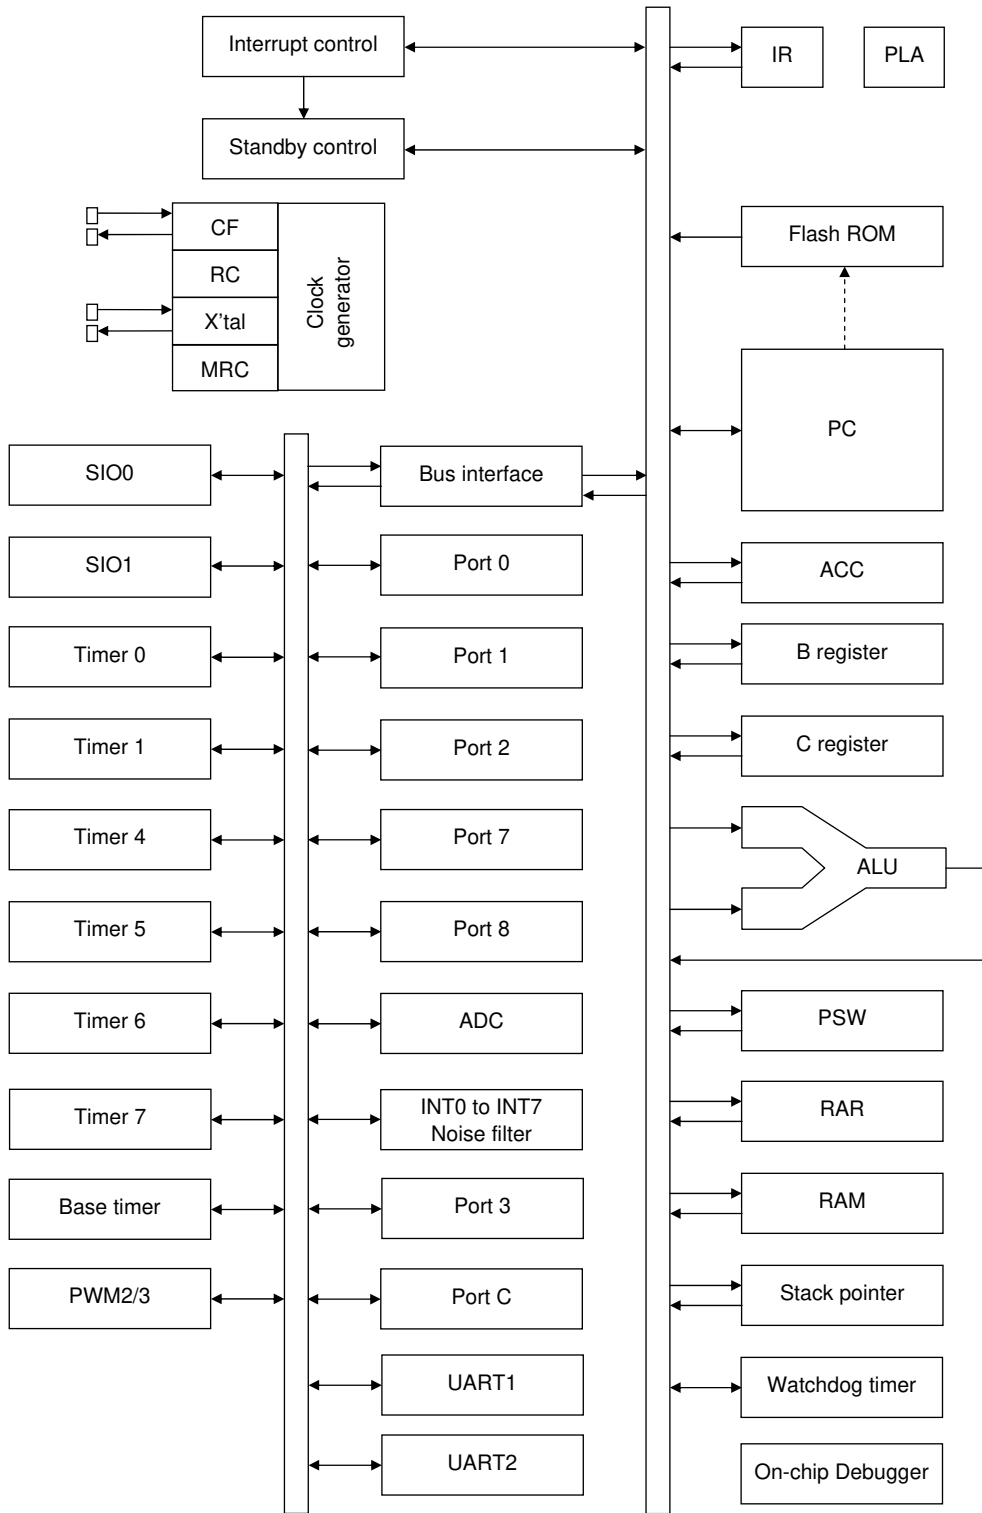 Interrupt control
IR
PLA
Standby control
CF
RC
X'tal
MRC
Clock
generator
Flash ROM
PC
SIO0
Bus interface
SIO1
Port 0
ACC
Timer 0
Port 1
B register
Timer 1
Port 2
C register
Timer 4
Port 7
ALU
Timer 5
Port 8
Timer 6
ADC
PSW
Timer 7
INT0 to INT7
Noise filter
RAR
Base timer
Port 3
RAM
PWM2/3
Port C
Stack pointer
UART1
Watchdog timer
UART2
On-chip Debugger